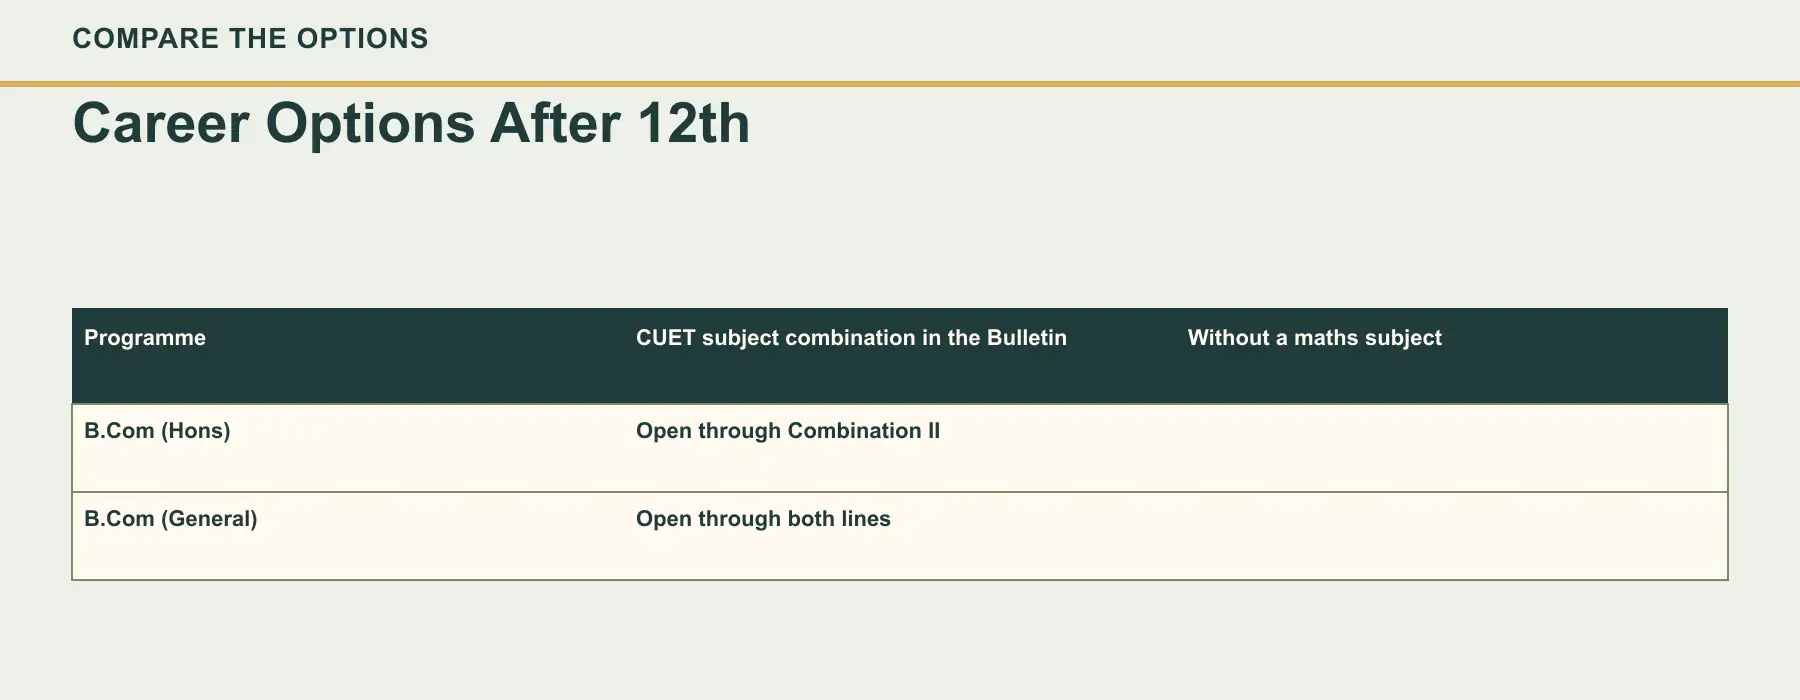 COMPARE THE OPTIONS
Career Options After 12th
Programme CUET subject combination in the Bulletin Without a maths subject
B.Com (Hons) Open through Combination II
B.Com (General) Open through both lines